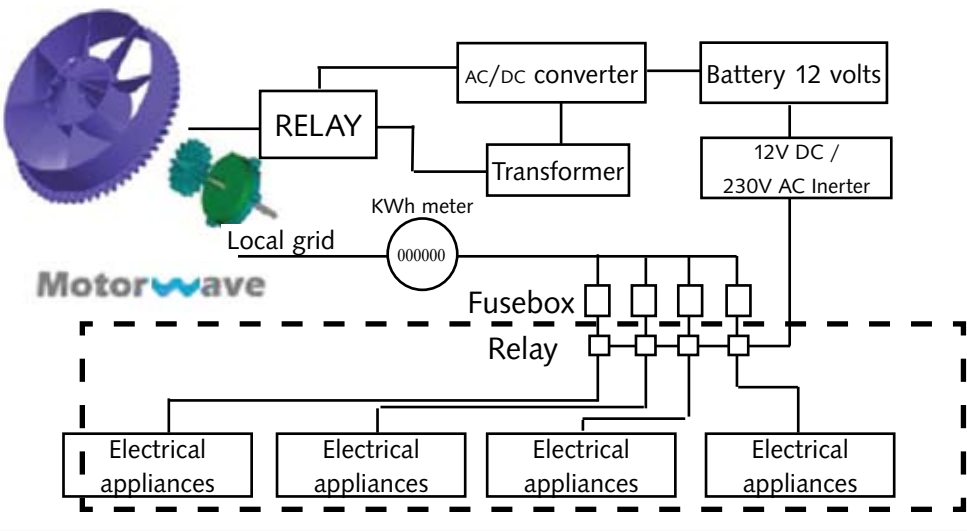 AC/DC converter
Battery 12 volts
RELAY
Transformer
12V DC /
230V AC Inerter
KWh meter
Local grid
000000
Motorwave
Fusebox
Relay
Electrical
appliances
Electrical
appliances
Electrical
appliances
Electrical
appliances